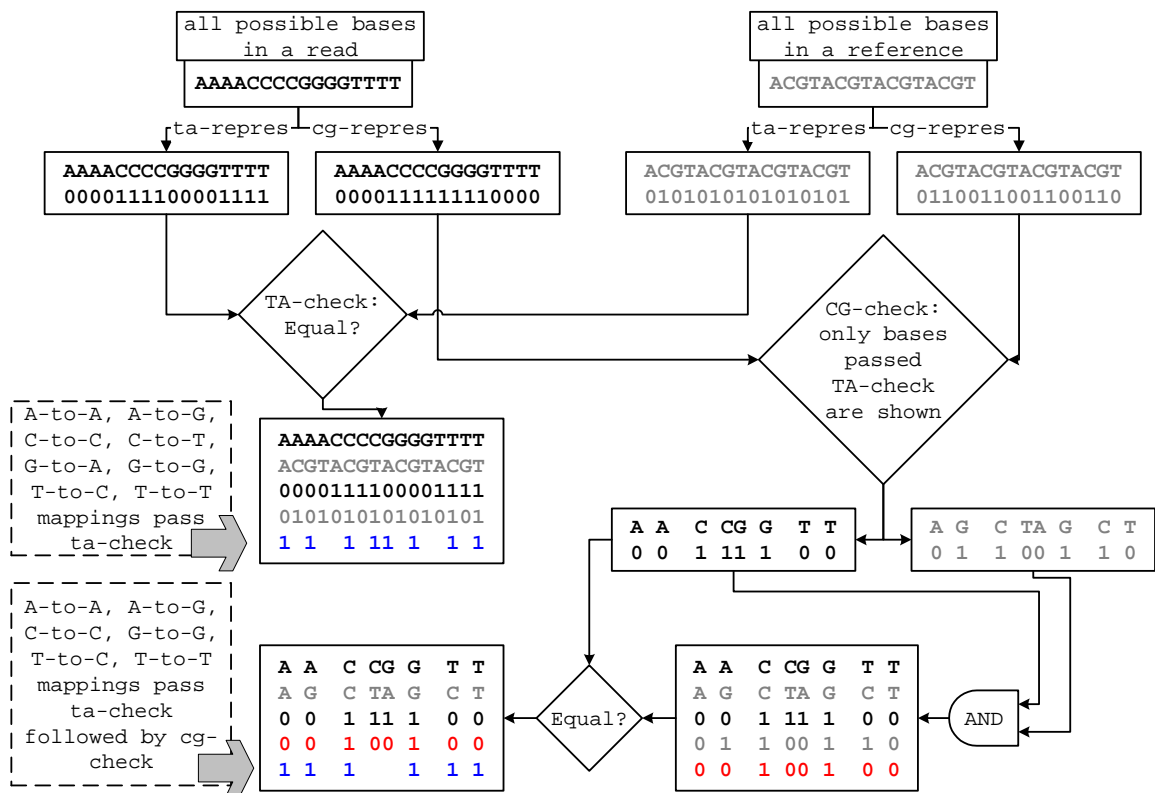 all possible bases
in a read
AAAACCCCGGGGTTTT
all possible bases
in a reference
ACGTACGTACGTACGT
ta-repres
cg-repres
ta-repres
cg-repres
AAAACCCCGGGGTTTT
0000111100001111
AAAACCCCGGGGTTTT
0000111111110000
ACGTACGTACGTACGT
0101010101010101
ACGTACGTACGTACGT
0110011001100110
TA-check:
Equal?
CG-check:
only bases
passed
TA-check
are shown
A-to-A, A-to-G,
C-to-C, C-to-T,
G-to-A, G-to-G,
T-to-C, T-to-T
mappings pass
ta-check
AAAACCCCGGGGTTTT
ACGTACGTACGTACGT
0000111100001111
0101010101010101
1 1 1 11 1 1 1
A A C CG G T T
0 0 1 11 1 0 0
A G C TA G C T
0 1 1 00 1 1 0
A-to-A, A-to-G,
C-to-C, G-to-G,
T-to-C, T-to-T
mappings pass
ta-check
followed by cg-
check
A A C CG G T T
A G C TA G C T
0 0 1 11 1 0 0
0 0 1 00 1 0 0
1 1 1 1 1 1
Equal?
A A C CG G T T
A G C TA G C T
0 0 1 11 1 0 0
0 1 1 00 1 1 0
0 0 1 00 1 0 0
AND